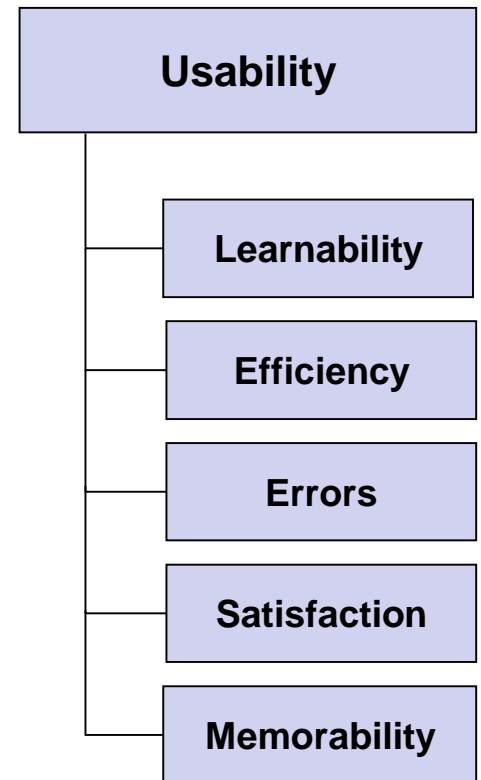 Usability
Learnability
Efficiency
Errors
Satisfaction
Memorability